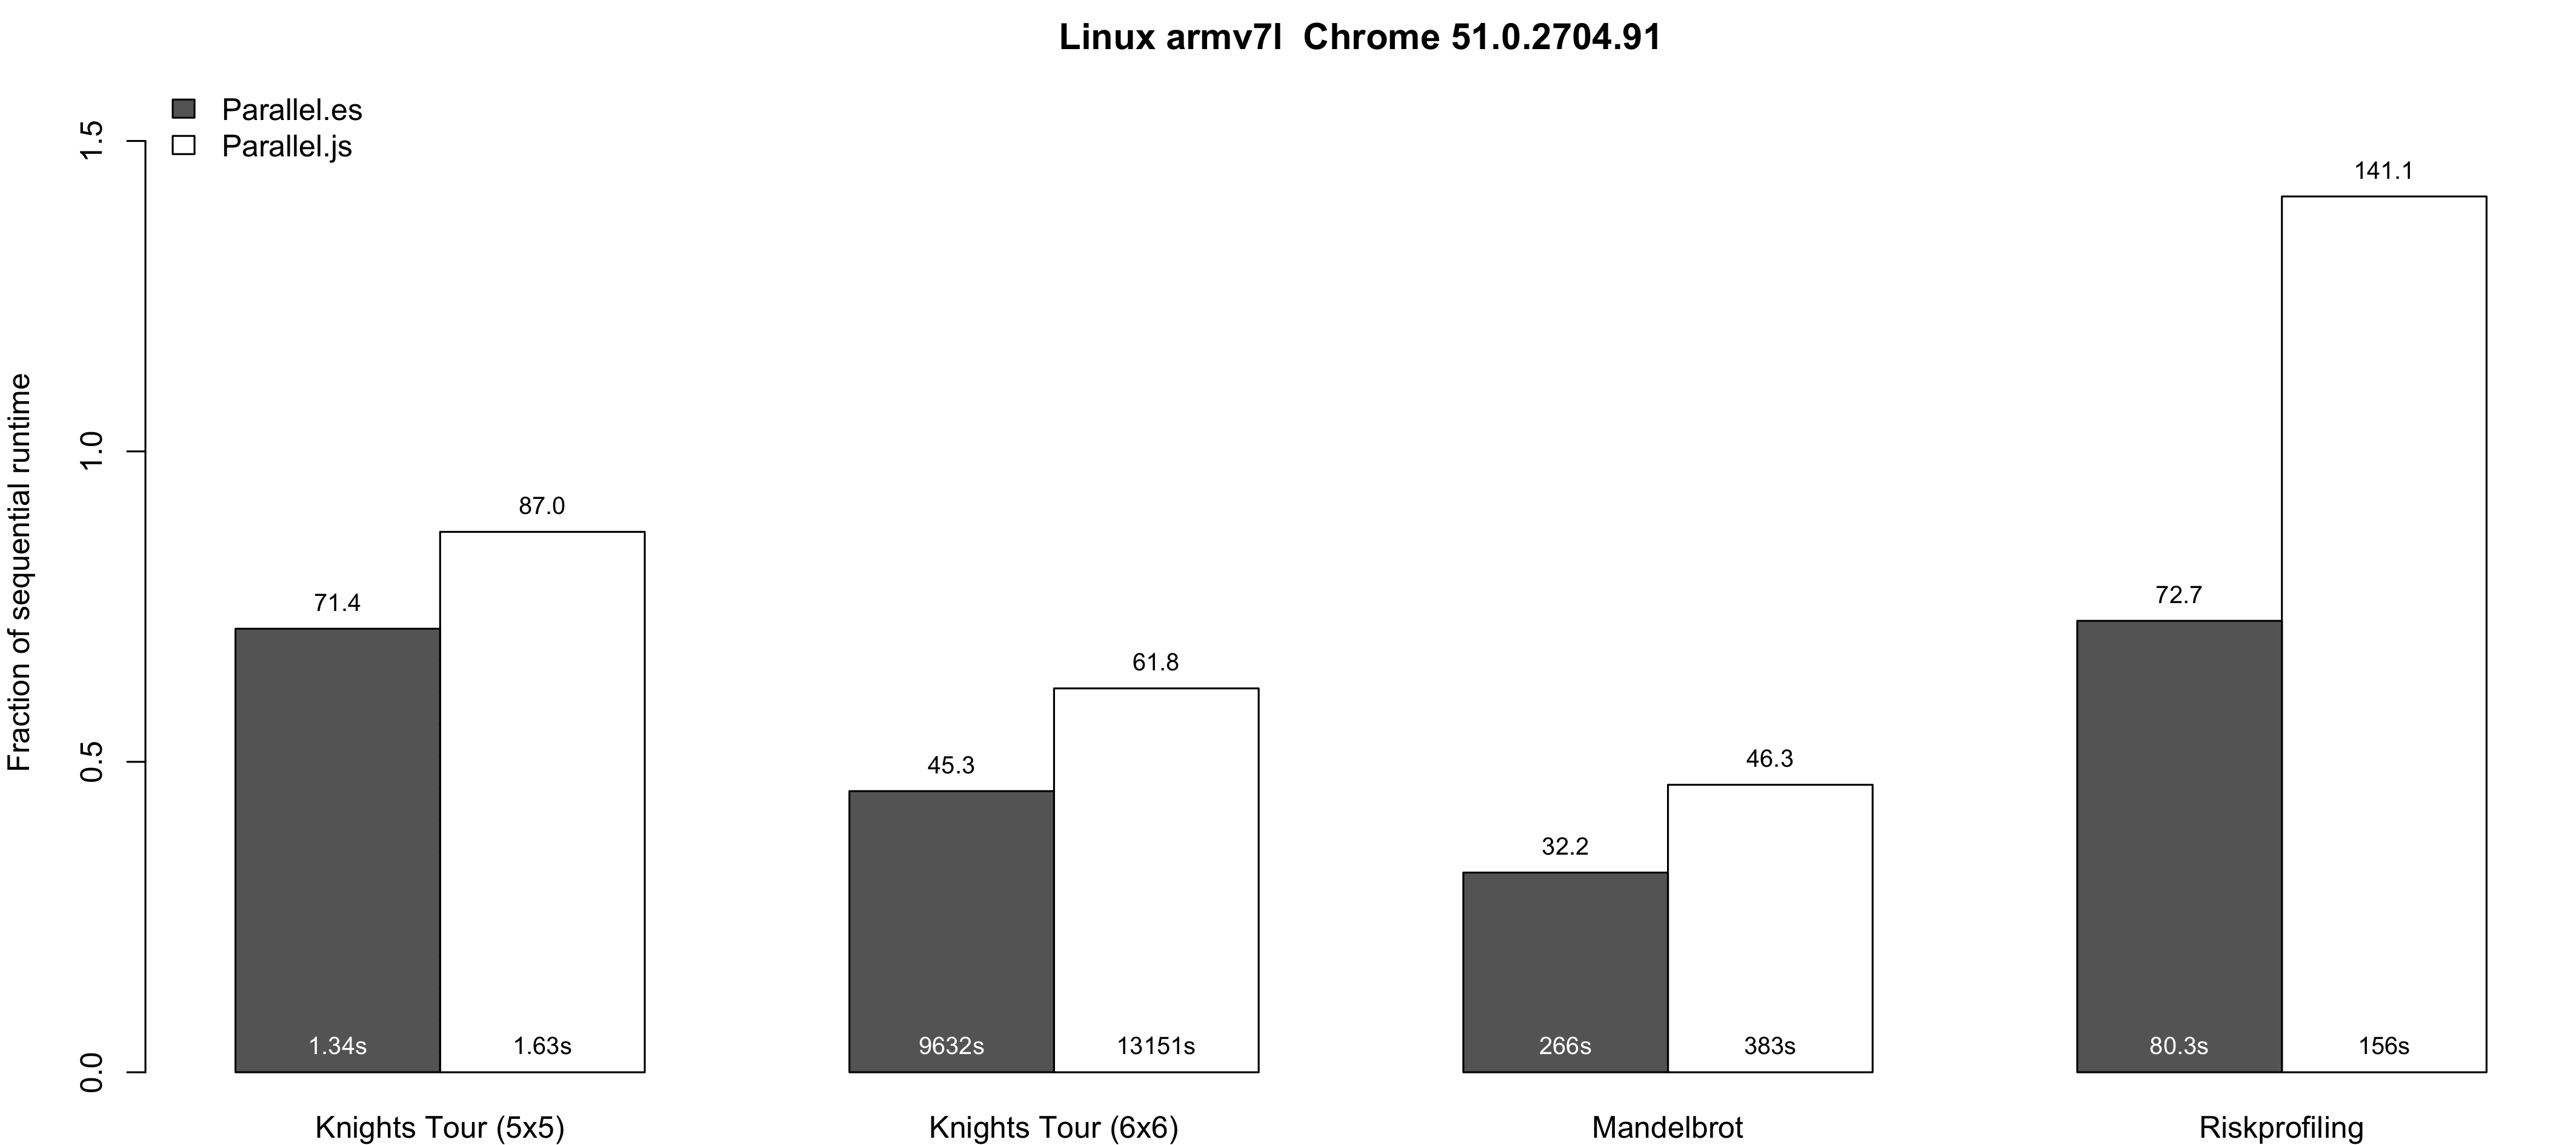 Linux armv7l  Chrome 51.0.2704.91
Parallel.es
Parallel.js
Fraction of sequential runtime
1.5
1.0
0.5
0.0
71.4
87.0
45.3
61.8
32.2
46.3
72.7
141.1
1.34s
1.63s
9632s
13151s
266s
383s
80.3s
156s
Knights Tour (5x5)
Knights Tour (6x6)
Mandelbrot
Riskprofiling